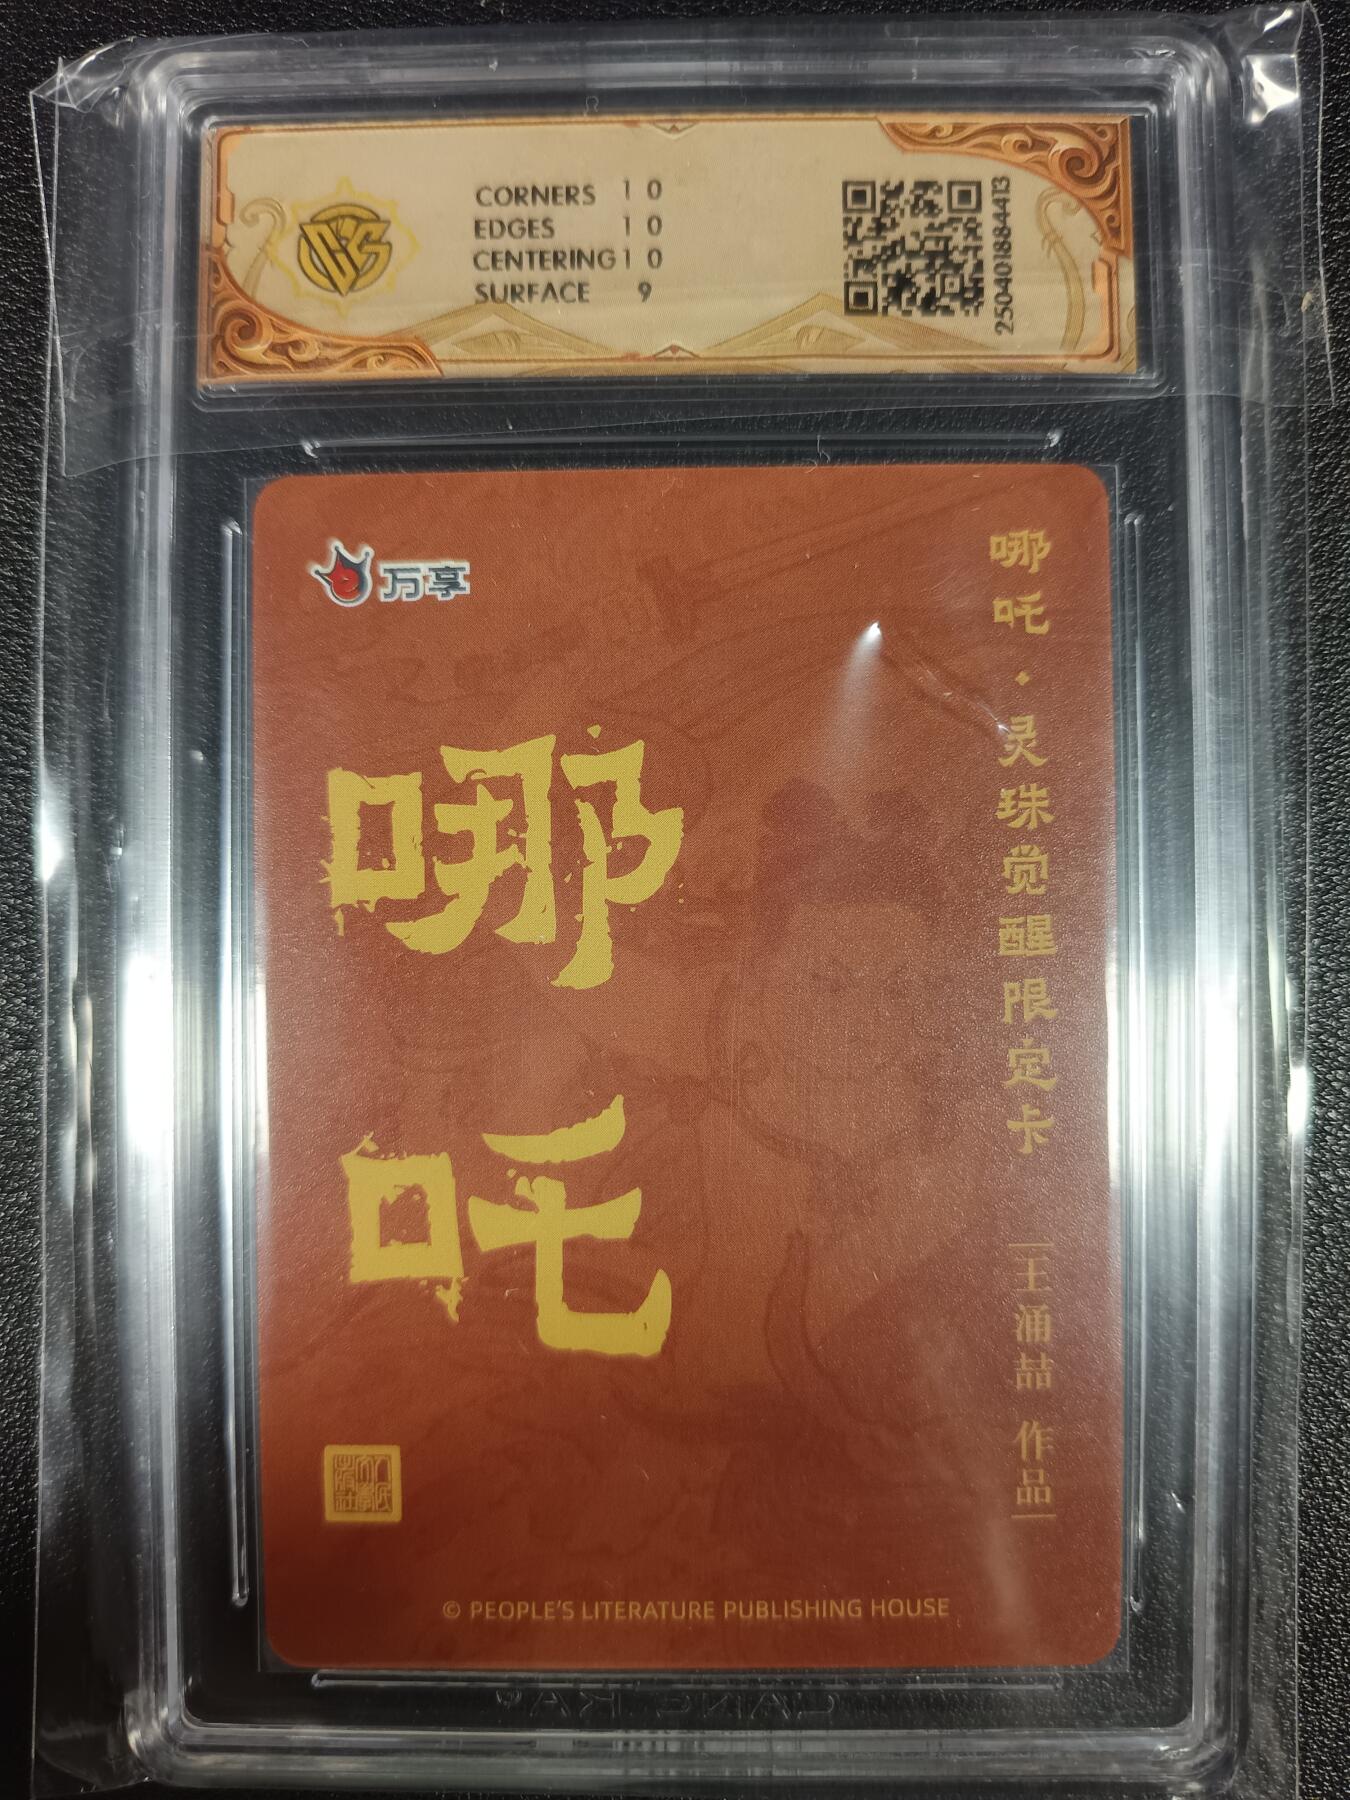 CORNERS 10
EDGES 10
CENTERING 10
SURFACE 9
250401884413
万享
哪吒
哪吒·灵珠觉醒限定卡
王涌喆 作品
© PEOPLE'S LITERATURE PUBLISHING HOUSE